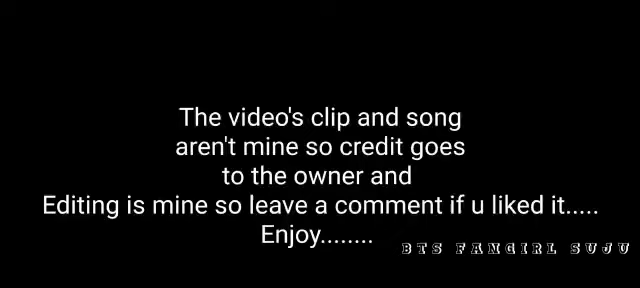 The video's clip and song
aren't mine so credit goes
to the owner and
Editing is mine so leave a comment if u liked it.....
Enjoy........
BTS FANGIRL SUJU